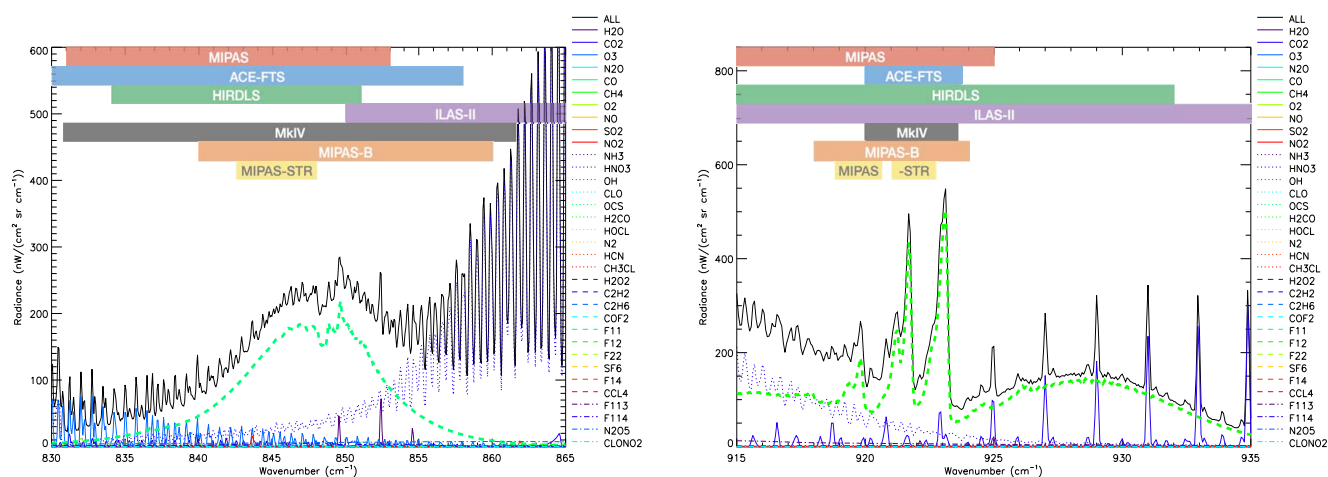 600
500
400
300
200
100
0
830
835
840
845
850
855
860
865
Wavenumber (cm⁻¹)
Radiance (nW/(cm² sr cm⁻¹))
MIPAS
ACE-FTS
HIRDLS
ILAS-II
MkIV
MIPAS-B
MIPAS-STR
ALL
H2O
CO2
O3
N2O
CO
CH4
O2
NO
SO2
NO2
NH3
HNO3
OH
CLO
OCS
H2CO
HOCL
N2
HCN
CH3CL
H2O2
C2H2
C2H6
COF2
F11
F12
F22
SF6
F14
CCL4
F113
F114
N2O5
CLONO2
800
600
400
200
0
915
920
925
930
935
Wavenumber (cm⁻¹)
Radiance (nW/(cm² sr cm⁻¹))
MIPAS
ACE-FTS
HIRDLS
ILAS-II
MkIV
MIPAS-B
MIPAS -STR
ALL
H2O
CO2
O3
N2O
CO
CH4
O2
NO
SO2
NO2
NH3
HNO3
OH
CLO
OCS
H2CO
HOCL
N2
HCN
CH3CL
H2O2
C2H2
C2H6
COF2
F11
F12
F22
SF6
F14
CCL4
F113
F114
N2O5
CLONO2